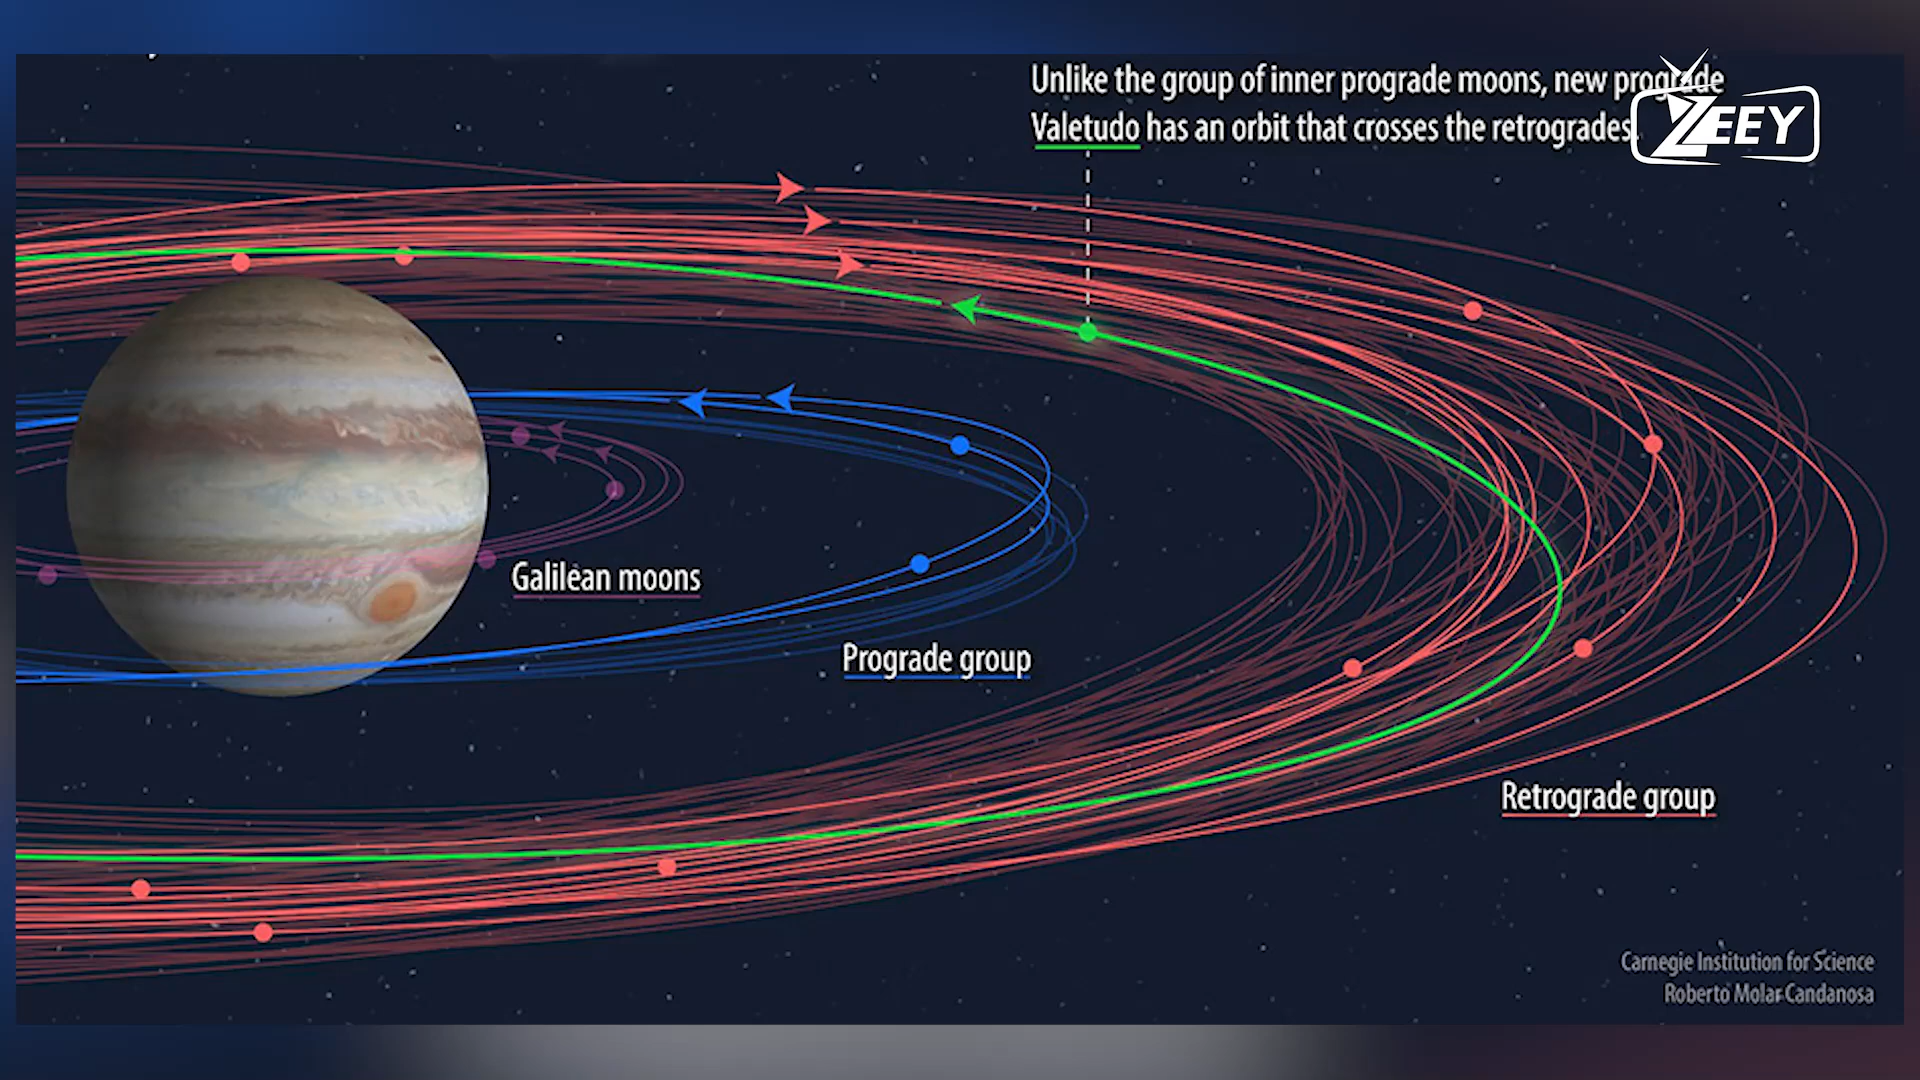 Unlike the group of inner prograde moons, new prograde
Valetudo has an orbit that crosses the retrogrades.
ZEEY
Galilean moons
Prograde group
Retrograde group
Carnegie Institution for Science
Roberto Molar Candanosa